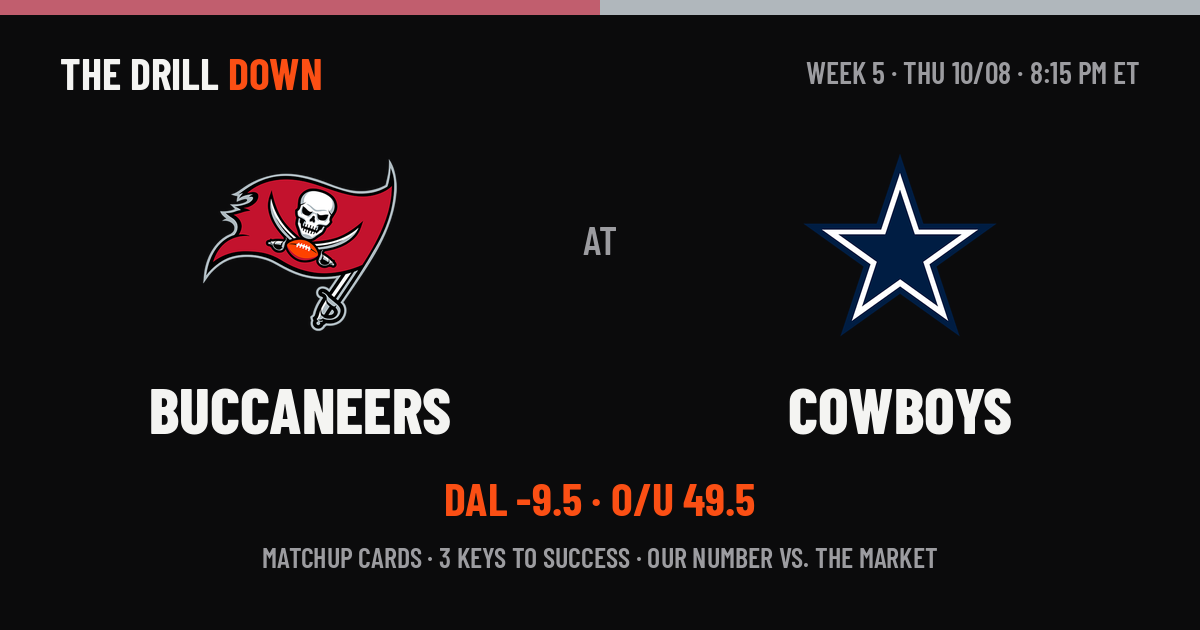 THE DRILL DOWN
WEEK 5 · THU 10/08 · 8:15 PM ET
AT
BUCCANEERS
COWBOYS
DAL -9.5 · O/U 49.5
MATCHUP CARDS · 3 KEYS TO SUCCESS · OUR NUMBER VS. THE MARKET